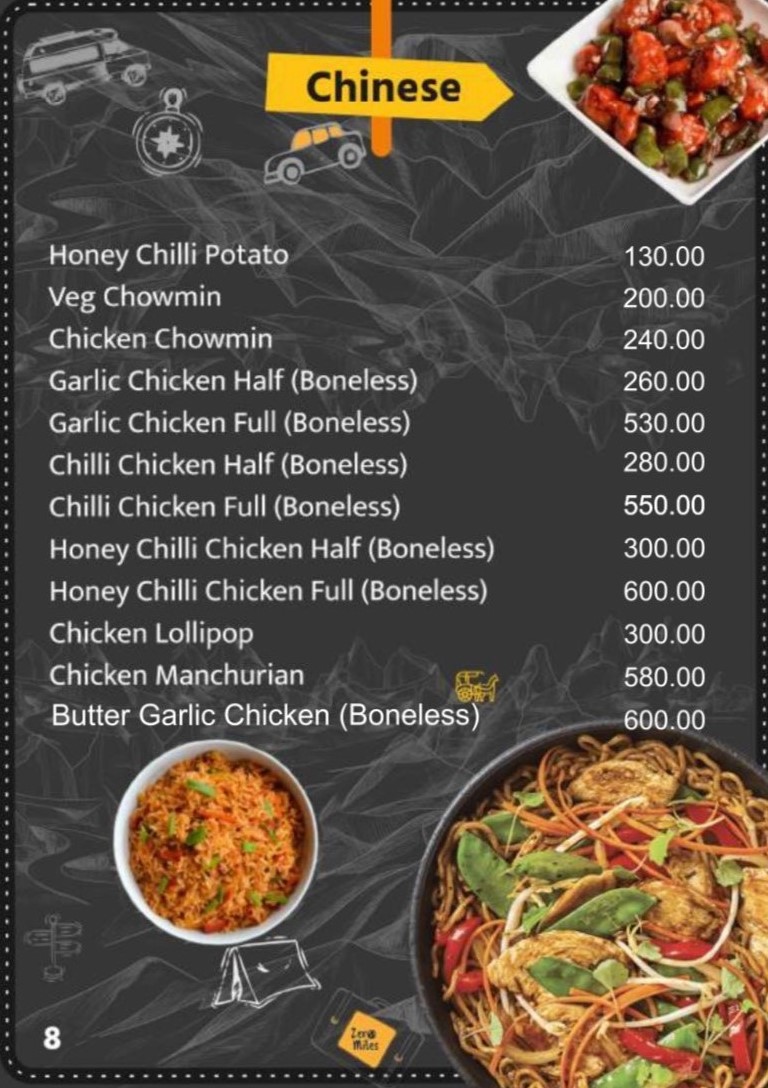 Chinese
Honey Chilli Potato 130.00
Veg Chowmin 200.00
Chicken Chowmin 240.00
Garlic Chicken Half (Boneless) 260.00
Garlic Chicken Full (Boneless) 530.00
Chilli Chicken Half (Boneless) 280.00
Chilli Chicken Full (Boneless) 550.00
Honey Chilli Chicken Half (Boneless) 300.00
Honey Chilli Chicken Full (Boneless) 600.00
Chicken Lollipop 300.00
Chicken Manchurian 580.00
Butter Garlic Chicken (Boneless) 600.00
8
Zero
Miles